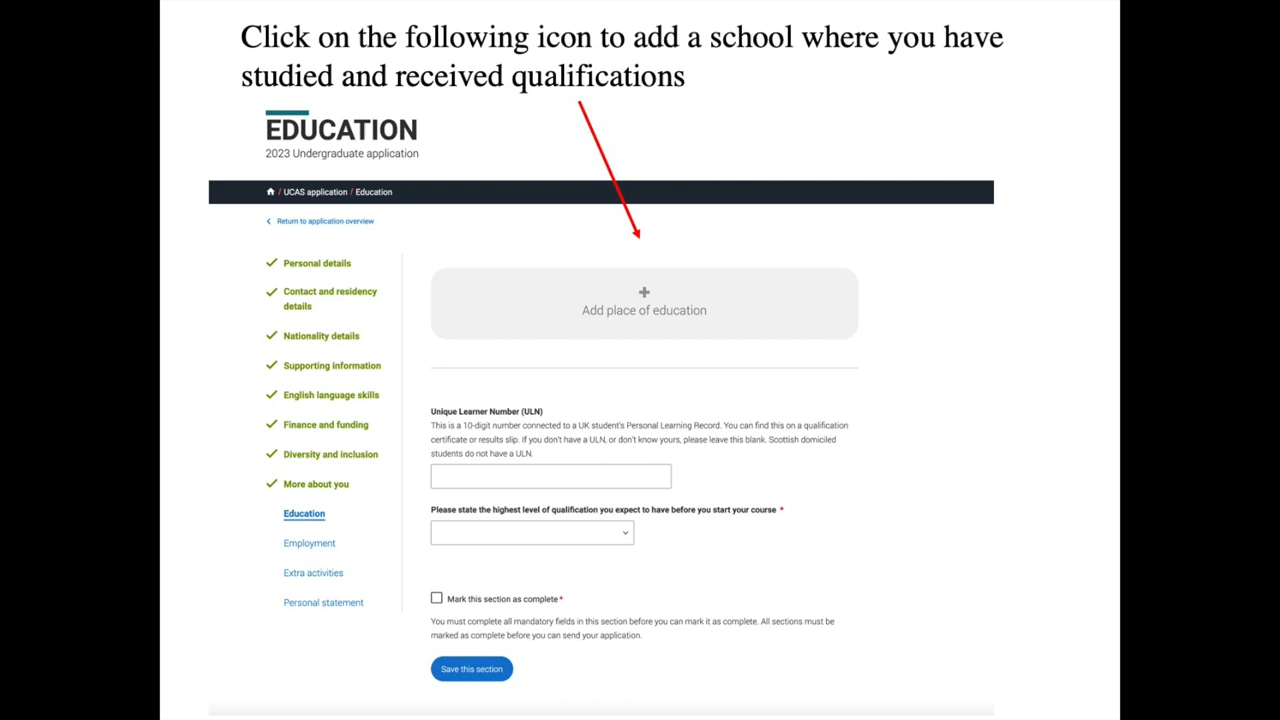 Click on the following icon to add a school where you have
studied and received qualifications
EDUCATION
2023 Undergraduate application
/ UCAS application / Education
Return to application overview
Personal details
Contact and residency
details
Nationality details
Supporting information
English language skills
Finance and funding
Diversity and inclusion
More about you
Education
Employment
Extra activities
Personal statement
+
Add place of education
Unique Learner Number (ULN)
This is a 10-digit number connected to a UK student's Personal Learning Record. You can find this on a qualification
certificate or results slip. If you don't have a ULN, or don't know yours, please leave this blank. Scottish domiciled
students do not have a ULN.
Please state the highest level of qualification you expect to have before you start your course *
Mark this section as complete*
You must complete all mandatory fields in this section before you can mark it as complete. All sections must be
marked as complete before you can send your application.
Save this section